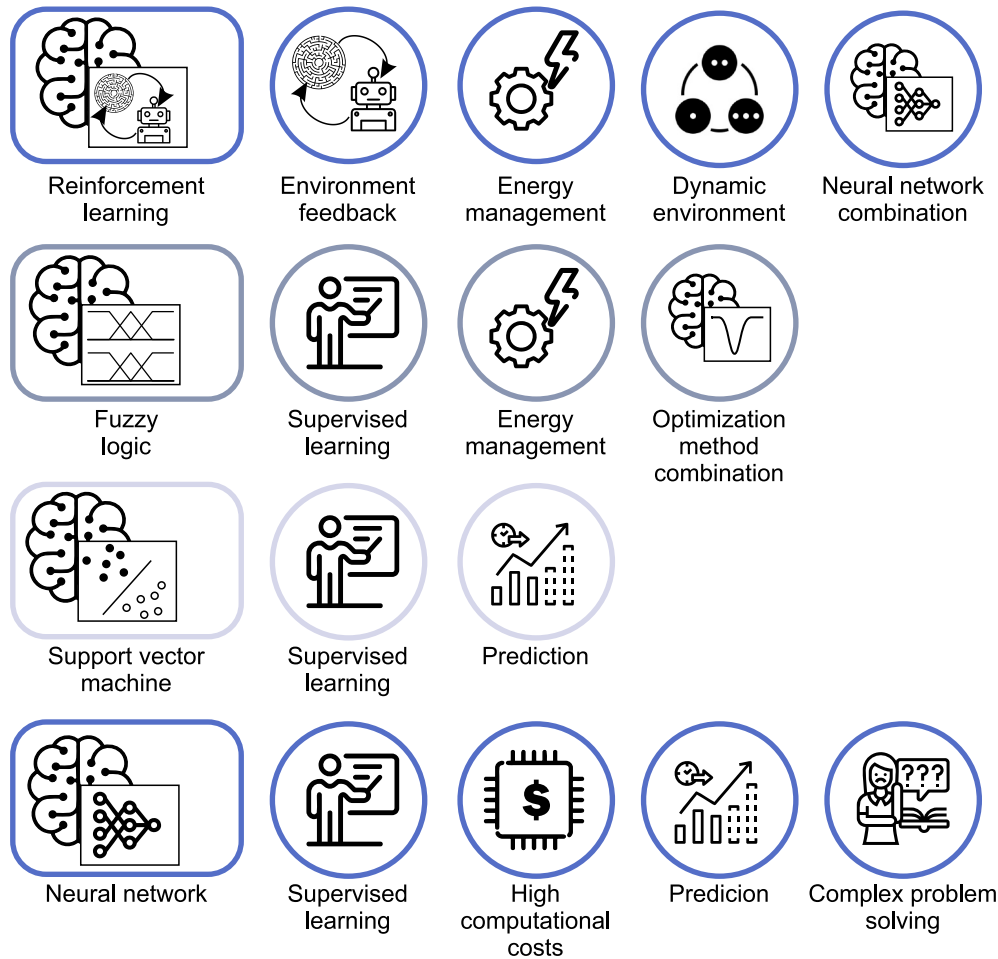 Reinforcement
learning
Environment
feedback
Energy
management
Dynamic
environment
Neural network
combination
Fuzzy
logic
Supervised
learning
Energy
management
Optimization
method
combination
Support vector
machine
Supervised
learning
Prediction
$
???
Neural network
Supervised
learning
High
computational
costs
Predicion
Complex problem
solving